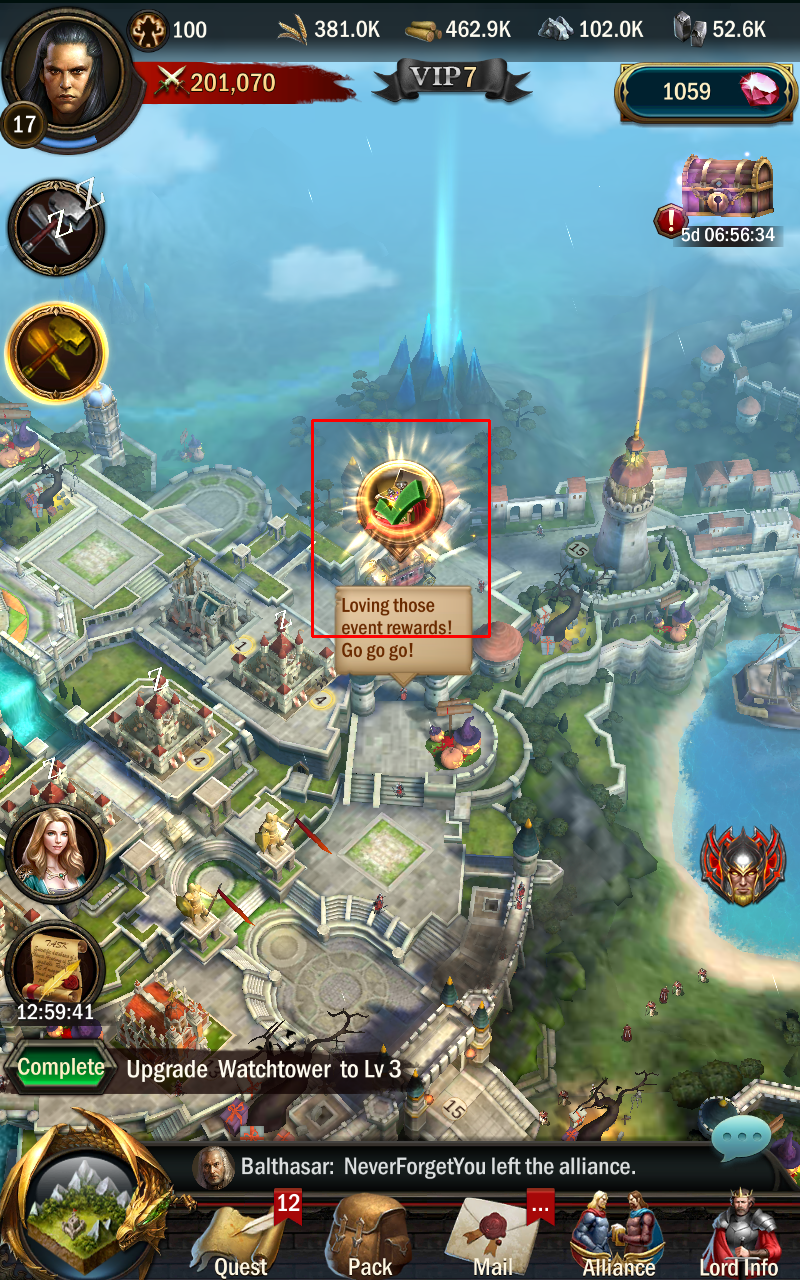 100
381.0K
462.9K
102.0K
52.6K
201,070
VIP7
1059
17
Z
Z
5d 06:56:34
!
15
Loving those
event rewards!
Go go go!
Z
1
4
Z
4
Z
TASK
12:59:41
Complete
Upgrade Watchtower to Lv 3
15
Balthasar: NeverForgetYou left the alliance.
12
...
Quest
Pack
Mail
Alliance
Lord Info